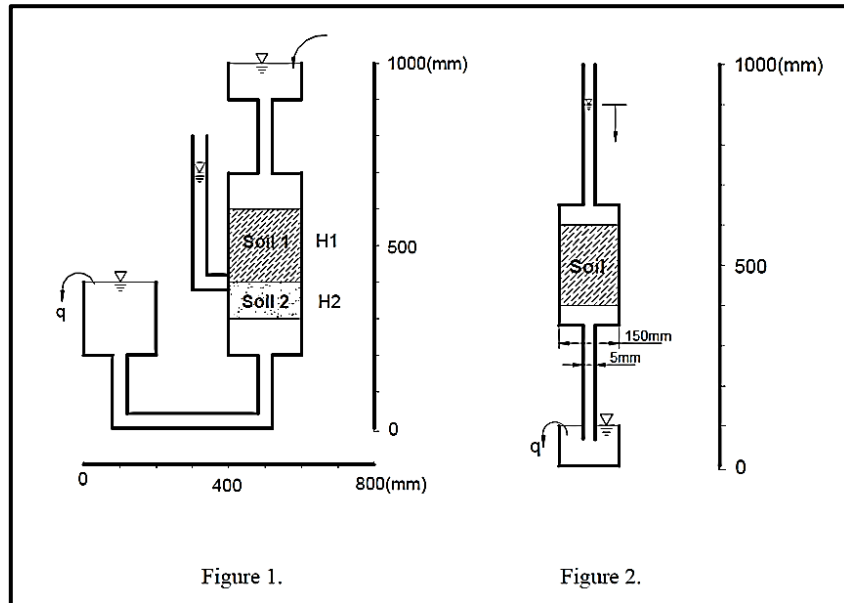 1000(mm)
Soil 1
H1
500
Soil 2
H2
q
0
0
400
800(mm)
Figure 1.
1000(mm)
Soil
500
150mm
5mm
q
0
Figure 2.